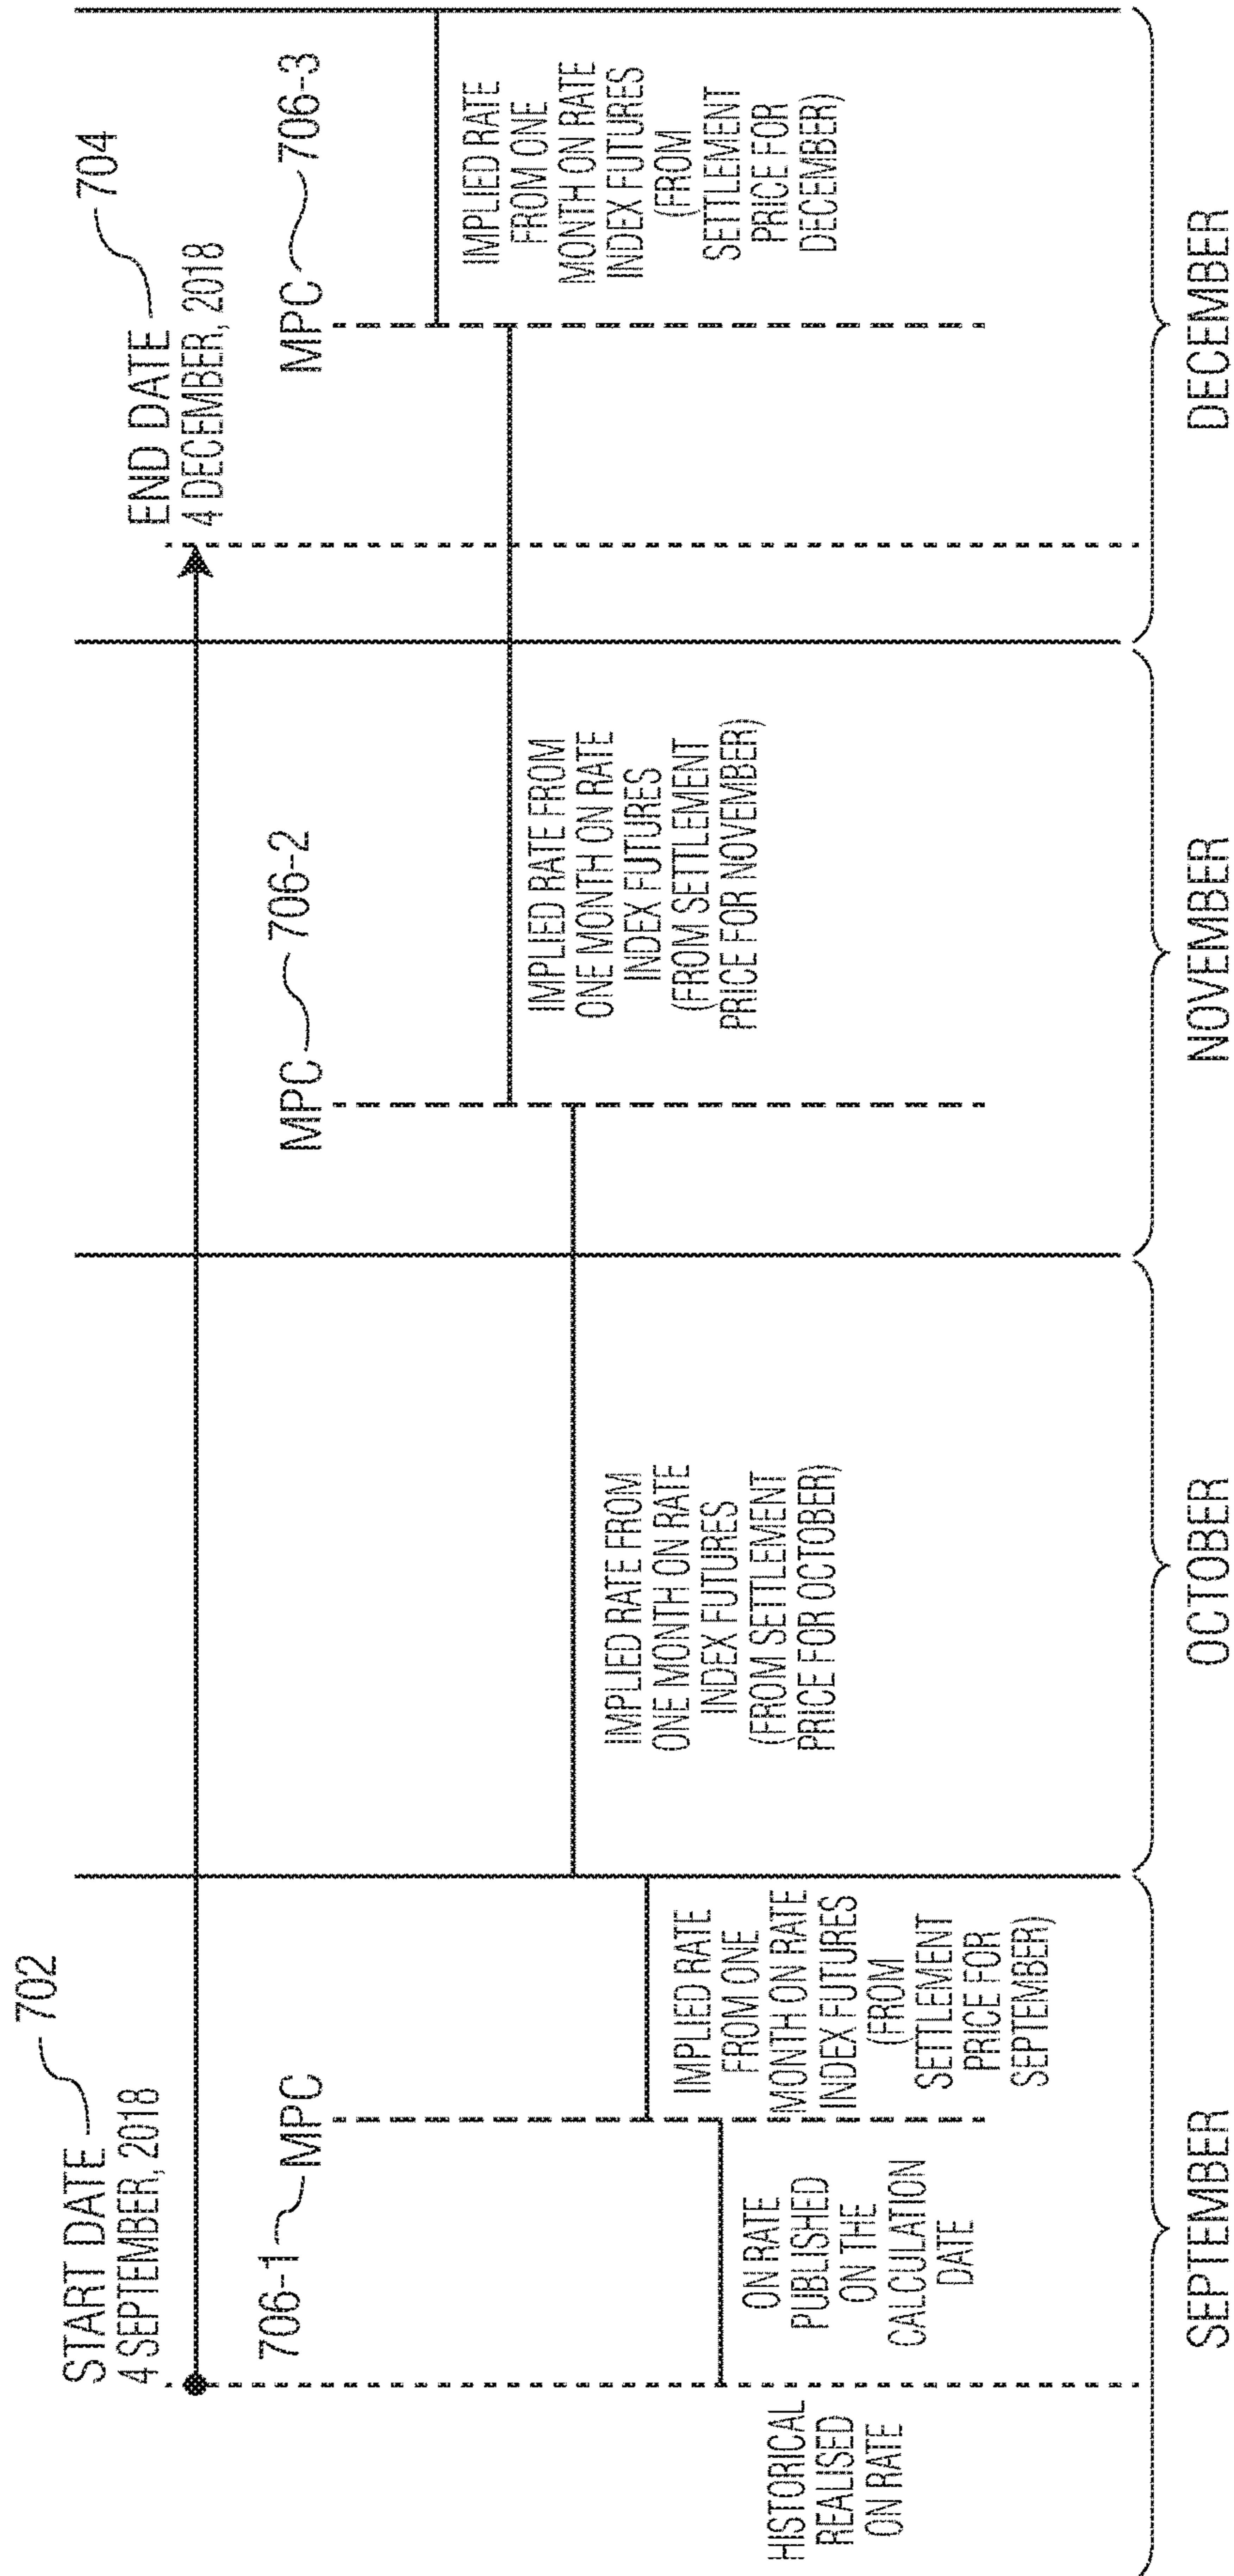 START DATE 702
4 SEPTEMBER, 2018
END DATE 704
4 DECEMBER, 2018
706-1 MPC
MPC 706-2
MPC 706-3
HISTORICAL
REALISED
ON RATE
ON RATE
PUBLISHED
ON THE
CALCULATION
DATE
IMPLIED RATE
FROM ONE
MONTH ON RATE
INDEX FUTURES
(FROM
SETTLEMENT
PRICE FOR
SEPTEMBER)
IMPLIED RATE FROM
ONE MONTH ON RATE
INDEX FUTURES
(FROM SETTLEMENT
PRICE FOR OCTOBER)
IMPLIED RATE FROM
ONE MONTH ON RATE
INDEX FUTURES
(FROM SETTLEMENT
PRICE FOR NOVEMBER)
IMPLIED RATE
FROM ONE
MONTH ON RATE
INDEX FUTURES
(FROM
SETTLEMENT
PRICE FOR
DECEMBER)
SEPTEMBER
OCTOBER
NOVEMBER
DECEMBER